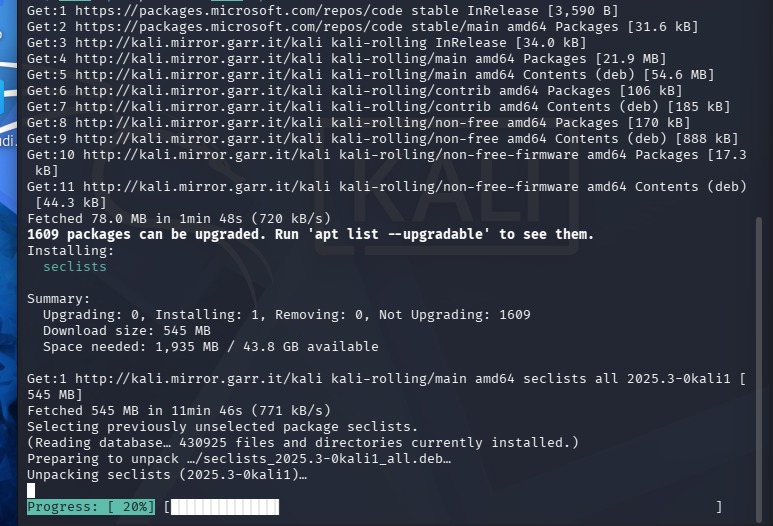 Get:1 https://packages.microsoft.com/repos/code stable InRelease [3,590 B]
Get:2 https://packages.microsoft.com/repos/code stable/main amd64 Packages [31.6 kB]
Get:3 http://kali.mirror.garr.it/kali kali-rolling InRelease [34.0 kB]
Get:4 http://kali.mirror.garr.it/kali kali-rolling/main amd64 Packages [21.9 MB]
Get:5 http://kali.mirror.garr.it/kali kali-rolling/main amd64 Contents (deb) [54.6 MB]
Get:6 http://kali.mirror.garr.it/kali kali-rolling/contrib amd64 Packages [106 kB]
Get:7 http://kali.mirror.garr.it/kali kali-rolling/contrib amd64 Contents (deb) [185 kB]
Get:8 http://kali.mirror.garr.it/kali kali-rolling/non-free amd64 Packages [170 kB]
Get:9 http://kali.mirror.garr.it/kali kali-rolling/non-free amd64 Contents (deb) [888 kB]
Get:10 http://kali.mirror.garr.it/kali kali-rolling/non-free-firmware amd64 Packages [17.3
 kB]
Get:11 http://kali.mirror.garr.it/kali kali-rolling/non-free-firmware amd64 Contents (deb)
 [44.3 kB]
Fetched 78.0 MB in 1min 48s (720 kB/s)
1609 packages can be upgraded. Run 'apt list --upgradable' to see them.
Installing:
  seclists

Summary:
  Upgrading: 0, Installing: 1, Removing: 0, Not Upgrading: 1609
  Download size: 545 MB
  Space needed: 1,935 MB / 43.8 GB available

Get:1 http://kali.mirror.garr.it/kali kali-rolling/main amd64 seclists all 2025.3-0kali1 [
545 MB]
Fetched 545 MB in 11min 46s (771 kB/s)
Selecting previously unselected package seclists.
(Reading database… 430925 files and directories currently installed.)
Preparing to unpack …/seclists_2025.3-0kali1_all.deb…
Unpacking seclists (2025.3-0kali1)…
Progress: [ 20%] [                    ]
KALI